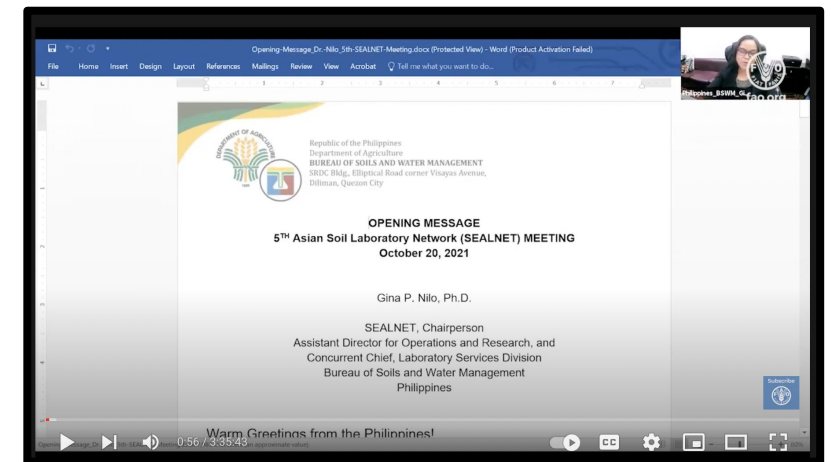 Opening-Message_Dr.-Nilo_5th-SEALNET-Meeting.docx (Protected View) - Word (Product Activation Failed)
File Home Insert Design Layout References Mailings Review View Acrobat Tell me what you want to do...
fao.org
DEPARTMENT OF AGRICULTURE
Republic of the Philippines
Department of Agriculture
BUREAU OF SOILS AND WATER MANAGEMENT
SRDC Bldg., Elliptical Road corner Visayas Avenue,
Diliman, Quezon City
OPENING MESSAGE
5TH Asian Soil Laboratory Network (SEALNET) MEETING
October 20, 2021
Gina P. Nilo, Ph.D.
SEALNET, Chairperson
Assistant Director for Operations and Research, and
Concurrent Chief, Laboratory Services Division
Bureau of Soils and Water Management
Philippines
Subscribe
Warm Greetings from the Philippines!
0:56 / 3:35:43
CC